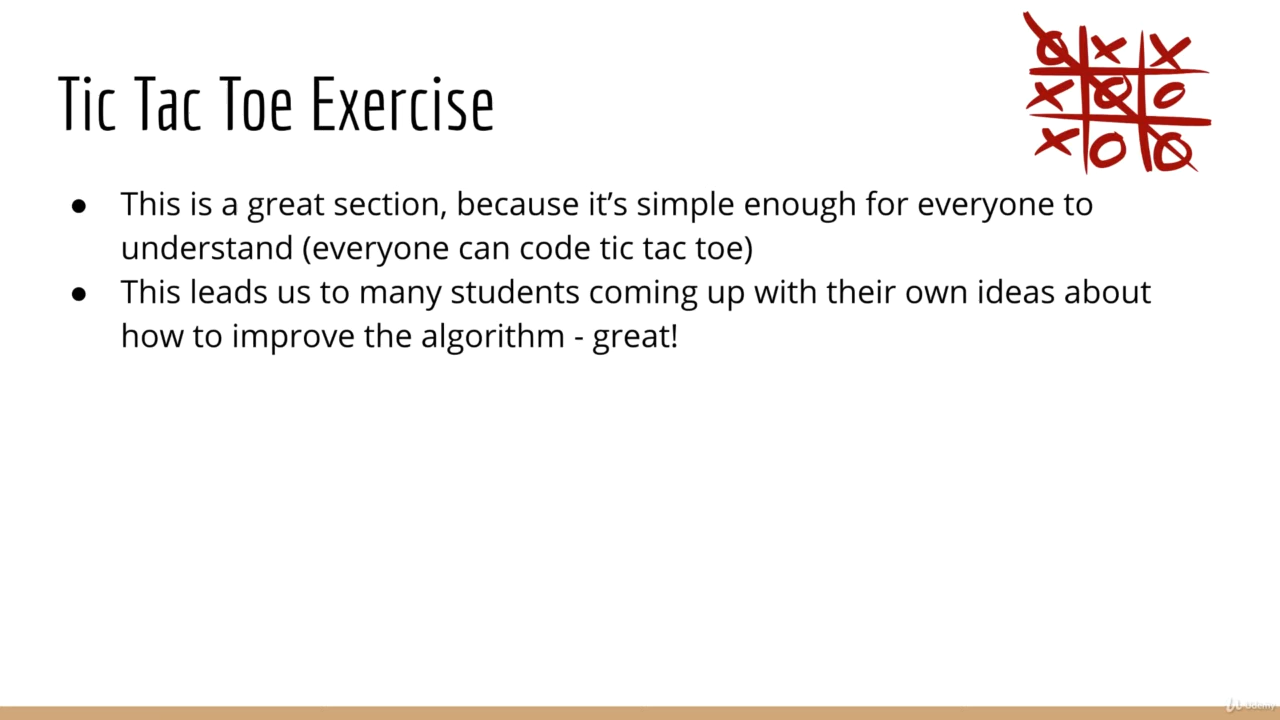 Tic Tac Toe Exercise
● This is a great section, because it’s simple enough for everyone to
understand (everyone can code tic tac toe)
● This leads us to many students coming up with their own ideas about
how to improve the algorithm - great!
Udemy